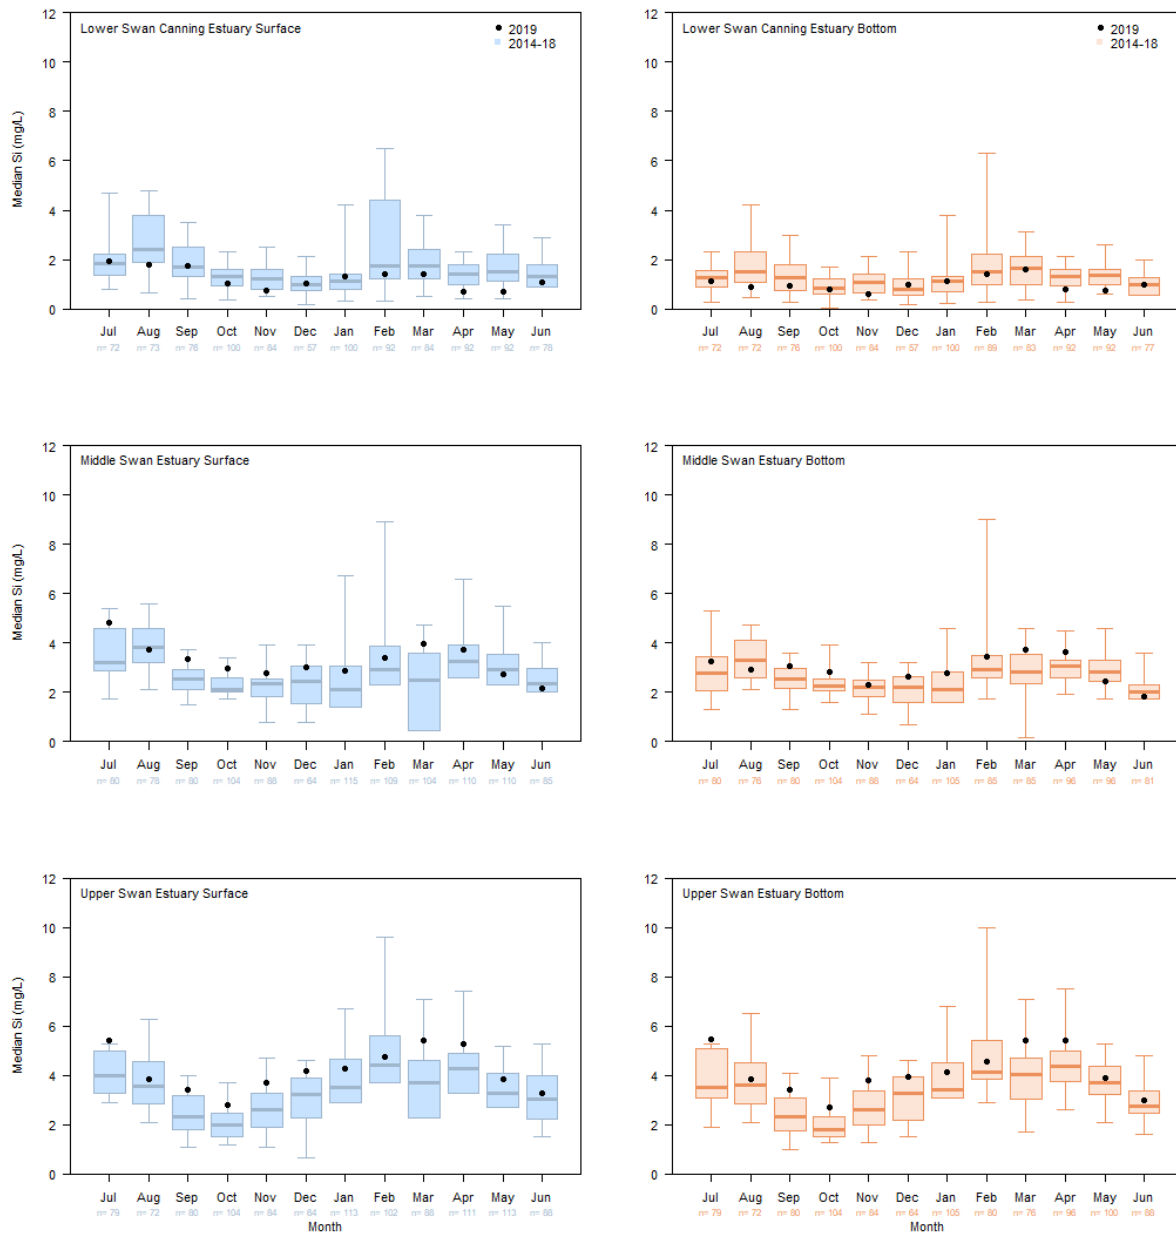 Lower Swan Canning Estuary Surface
2019
2014-18
Median Si (mg/L)
12
10
8
6
4
2
0
Jul Aug Sep Oct Nov Dec Jan Feb Mar Apr May Jun
n= 72 n= 73 n= 76 n= 100 n= 84 n= 57 n= 100 n= 92 n= 84 n= 92 n= 92 n= 78
Lower Swan Canning Estuary Bottom
2019
2014-18
12
10
8
6
4
2
0
Jul Aug Sep Oct Nov Dec Jan Feb Mar Apr May Jun
n= 72 n= 72 n= 76 n= 100 n= 84 n= 57 n= 100 n= 89 n= 83 n= 92 n= 92 n= 77
Middle Swan Estuary Surface
Median Si (mg/L)
12
10
8
6
4
2
0
Jul Aug Sep Oct Nov Dec Jan Feb Mar Apr May Jun
n= 80 n= 78 n= 80 n= 104 n= 88 n= 64 n= 115 n= 109 n= 104 n= 110 n= 110 n= 85
Middle Swan Estuary Bottom
12
10
8
6
4
2
0
Jul Aug Sep Oct Nov Dec Jan Feb Mar Apr May Jun
n= 80 n= 76 n= 80 n= 104 n= 88 n= 64 n= 105 n= 85 n= 85 n= 96 n= 96 n= 81
Upper Swan Estuary Surface
Median Si (mg/L)
12
10
8
6
4
2
0
Jul Aug Sep Oct Nov Dec Jan Feb Mar Apr May Jun
n= 79 n= 72 n= 80 n= 104 n= 84 n= 64 n= 113 n= 102 n= 88 n= 111 n= 113 n= 88
Month
Upper Swan Estuary Bottom
12
10
8
6
4
2
0
Jul Aug Sep Oct Nov Dec Jan Feb Mar Apr May Jun
n= 79 n= 72 n= 80 n= 104 n= 84 n= 64 n= 105 n= 80 n= 76 n= 96 n= 100 n= 88
Month